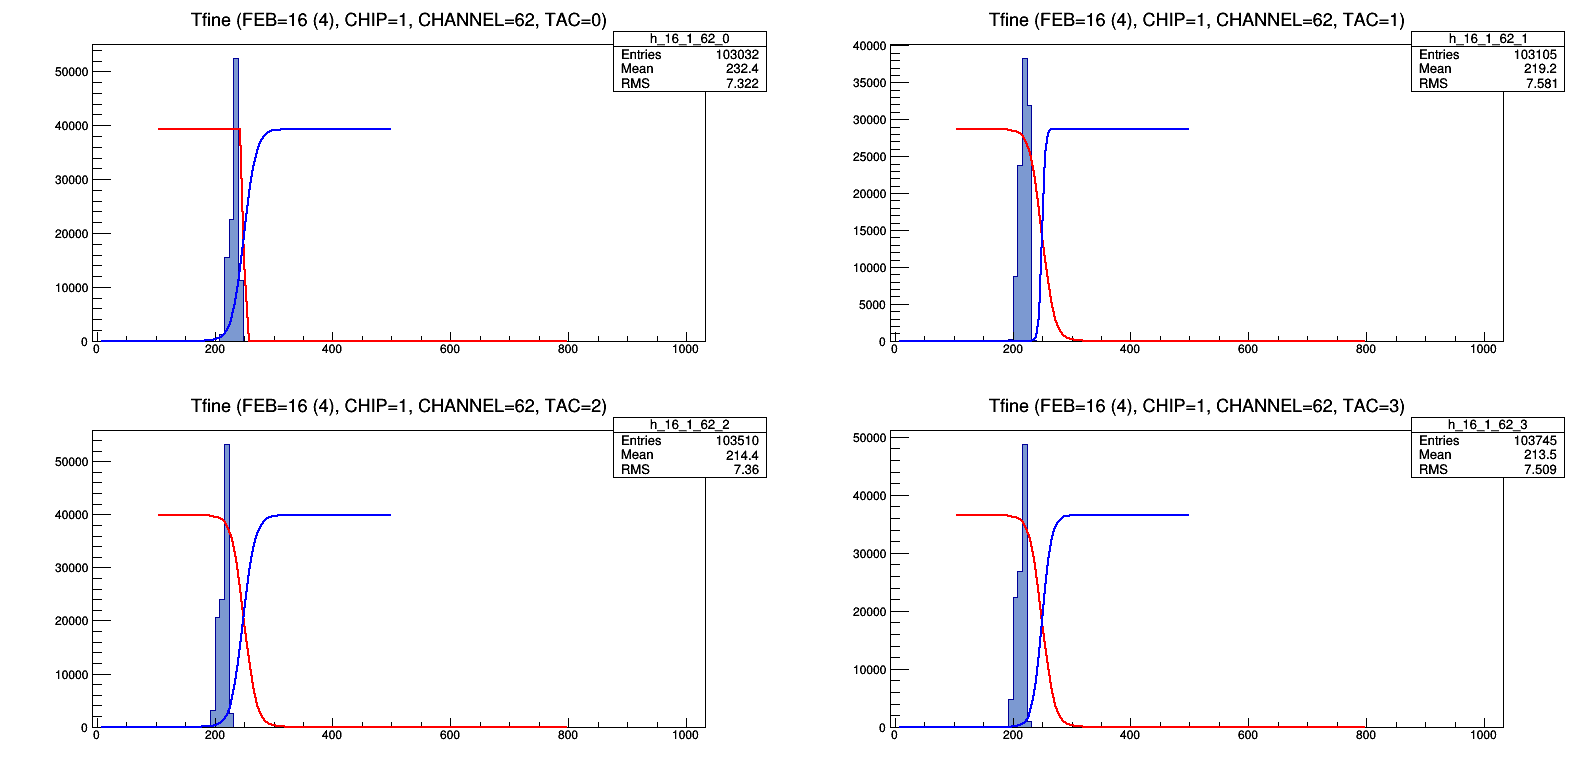 Tfine (FEB=16 (4), CHIP=1, CHANNEL=62, TAC=0)
h_16_1_62_0
Entries 103032
Mean 232.4
RMS 7.322
50000
40000
30000
20000
10000
0
0 200 400 600 800 1000
Tfine (FEB=16 (4), CHIP=1, CHANNEL=62, TAC=1)
h_16_1_62_1
Entries 103105
Mean 219.2
RMS 7.581
40000
35000
30000
25000
20000
15000
10000
5000
0
0 200 400 600 800 1000
Tfine (FEB=16 (4), CHIP=1, CHANNEL=62, TAC=2)
h_16_1_62_2
Entries 103510
Mean 214.4
RMS 7.36
50000
40000
30000
20000
10000
0
0 200 400 600 800 1000
Tfine (FEB=16 (4), CHIP=1, CHANNEL=62, TAC=3)
h_16_1_62_3
Entries 103745
Mean 213.5
RMS 7.509
50000
40000
30000
20000
10000
0
0 200 400 600 800 1000